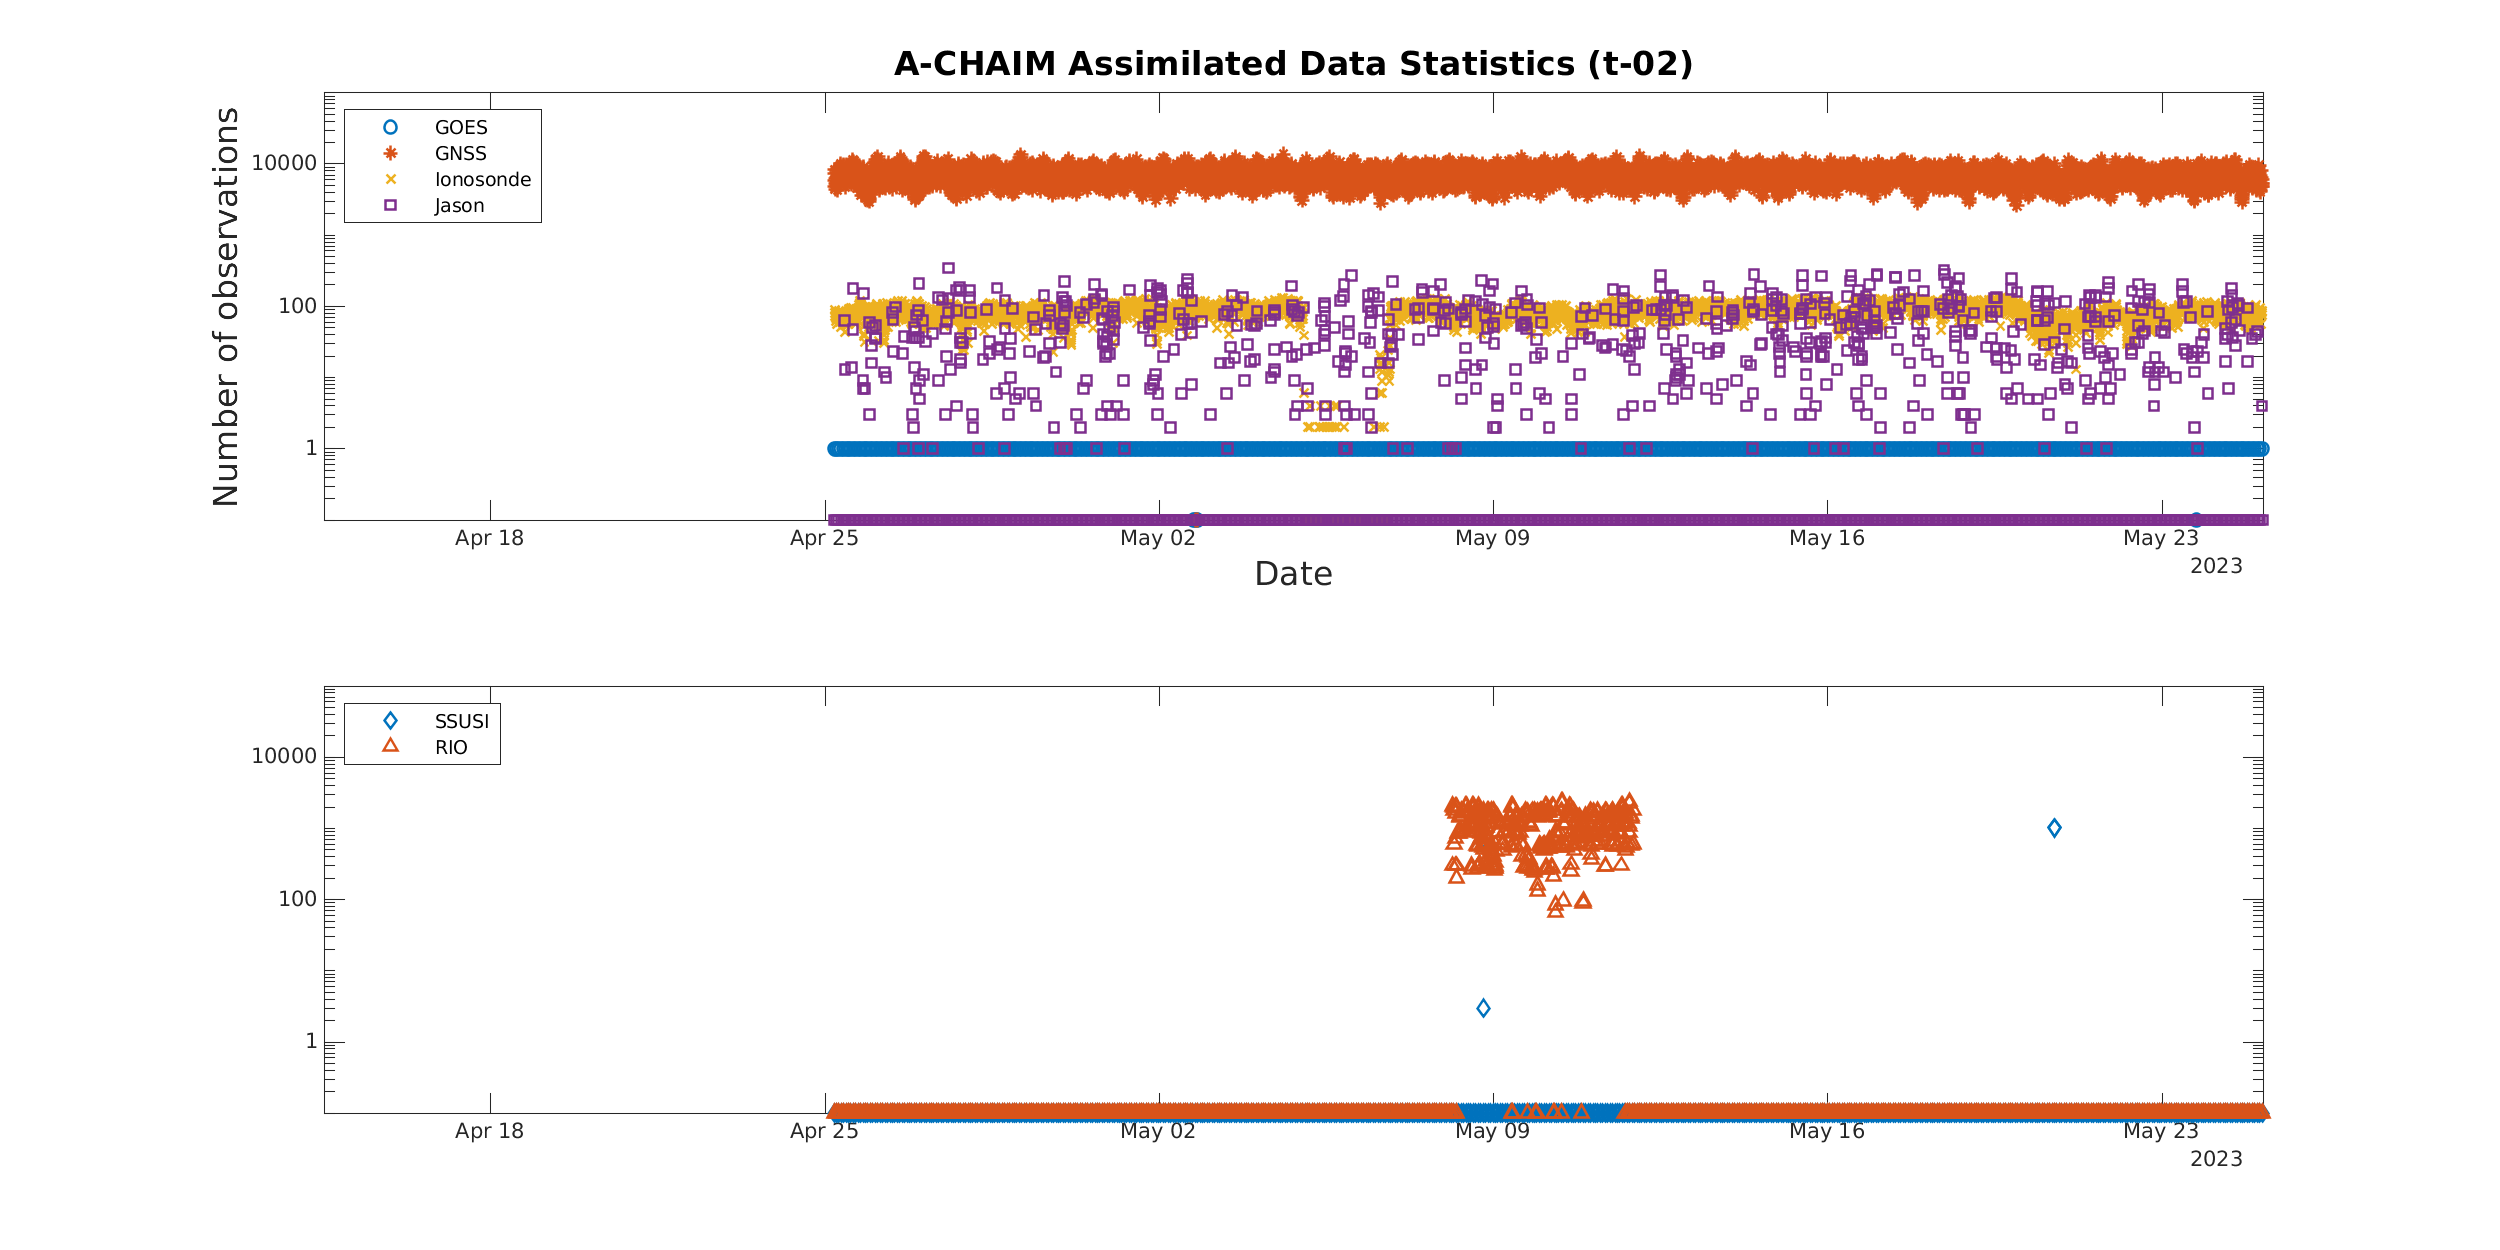 A-CHAIM Assimilated Data Statistics (t-02)
Number of observations
10000
100
1
GOES
GNSS
Ionosonde
Jason
Apr 18
Apr 25
May 02
May 09
May 16
May 23
2023
Date
10000
100
1
SSUSI
RIO
Apr 18
Apr 25
May 02
May 09
May 16
May 23
2023